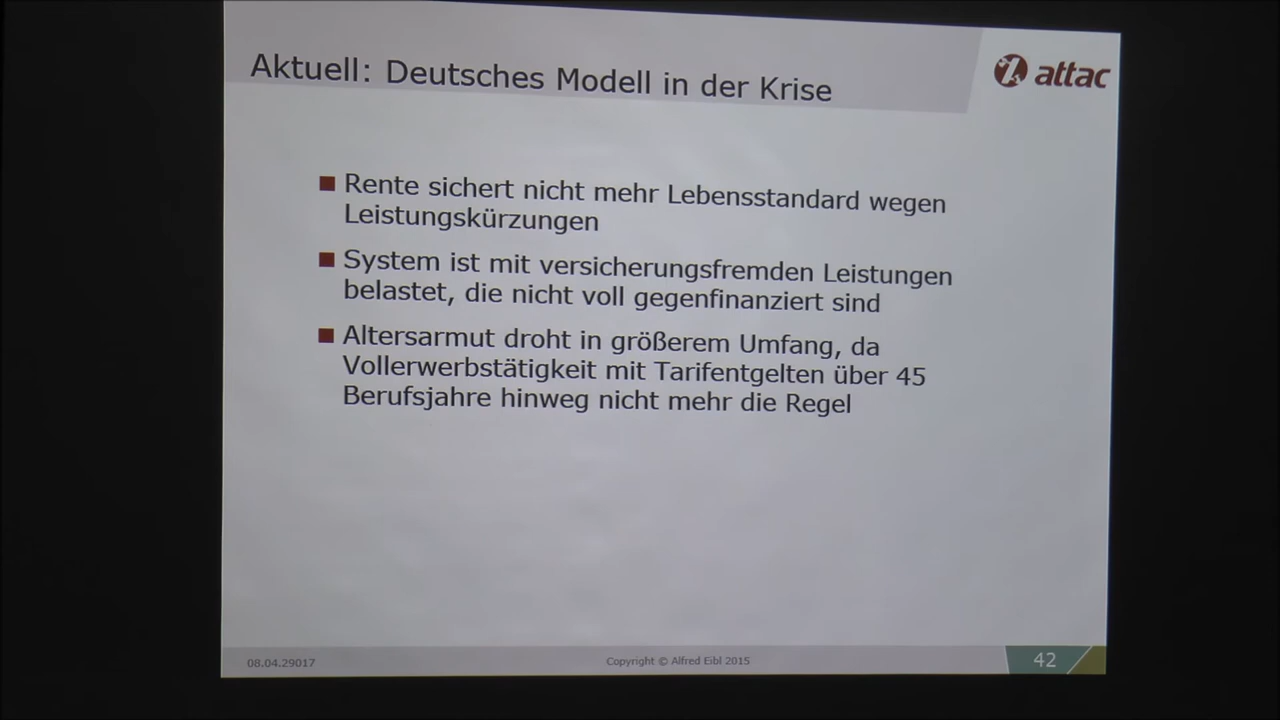 Aktuell: Deutsches Modell in der Krise
attac
Rente sichert nicht mehr Lebensstandard wegen
Leistungskürzungen
System ist mit versicherungsfremden Leistungen
belastet, die nicht voll gegenfinanziert sind
Altersarmut droht in größerem Umfang, da
Vollerwerbstätigkeit mit Tarifentgelten über 45
Berufsjahre hinweg nicht mehr die Regel
08.04.29017
Copyright © Alfred Eibl 2015
42